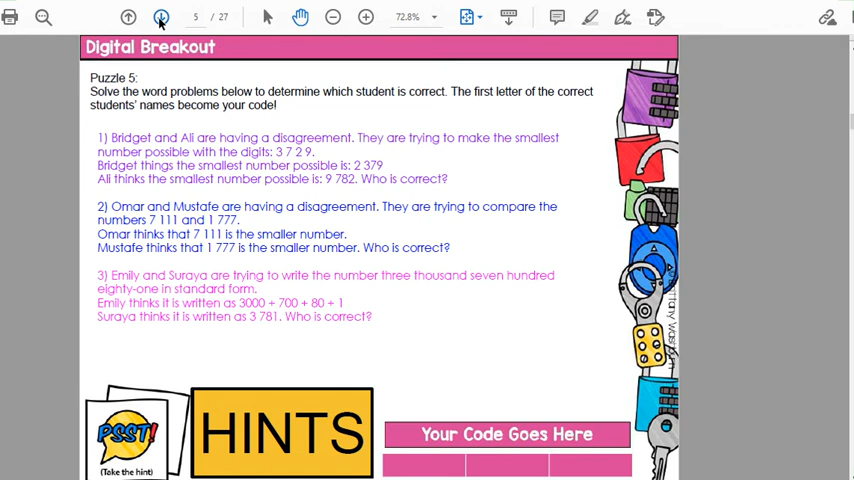 5 / 27
72.8%
Digital Breakout
Puzzle 5:
Solve the word problems below to determine which student is correct. The first letter of the correct
students' names become your code!
1) Bridget and Ali are having a disagreement. They are trying to make the smallest
number possible with the digits: 3 7 2 9.
Bridget things the smallest number possible is: 2 379
Ali thinks the smallest number possible is: 9 782. Who is correct?
2) Omar and Mustafe are having a disagreement. They are trying to compare the
numbers 7 111 and 1 777.
Omar thinks that 7 111 is the smaller number.
Mustafe thinks that 1 777 is the smaller number. Who is correct?
3) Emily and Suraya are trying to write the number three thousand seven hundred
eighty-one in standard form.
Emily thinks it is written as 3000 + 700 + 80 + 1
Suraya thinks it is written as 3 781. Who is correct?
PSST!
(Take the hint)
HINTS
Your Code Goes Here